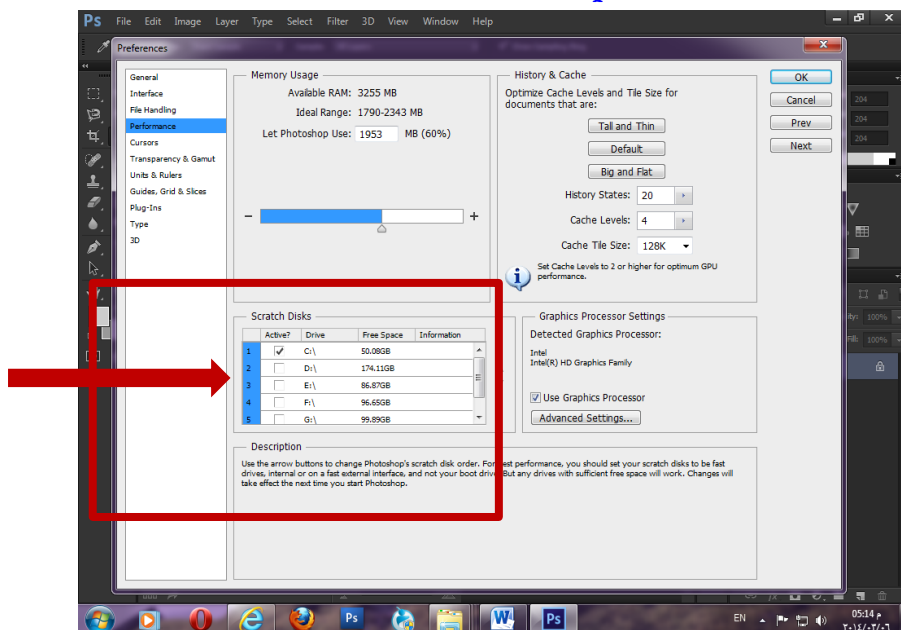 Ps File Edit Image Layer Type Select Filter 3D View Window Help
Preferences
General
Interface
File Handling
Performance
Cursors
Transparency & Gamut
Units & Rulers
Guides, Grid & Slices
Plug-Ins
Type
3D
Memory Usage
Available RAM: 3255 MB
Ideal Range: 1790-2343 MB
Let Photoshop Use: 1953 MB (60%)
- +
History & Cache
Optimize Cache Levels and Tile Size for
documents that are:
Tall and Thin
Default
Big and Flat
History States: 20
Cache Levels: 4
Cache Tile Size: 128K
Set Cache Levels to 2 or higher for optimum GPU
performance.
OK
Cancel
Prev
Next
204
204
204
Scratch Disks
Active? Drive Free Space Information
1 C:\ 50.08GB
2 D:\ 174.11GB
3 E:\ 86.87GB
4 F:\ 96.65GB
5 G:\ 99.89GB
Graphics Processor Settings
Detected Graphics Processor:
Intel
Intel(R) HD Graphics Family
Use Graphics Processor
Advanced Settings...
100%
Fill: 100%
Description
Use the arrow buttons to change Photoshop's scratch disk order. For best performance, you should set your scratch disks to be fast
drives, internal or on a fast external interface, and not your boot drive. But any drives with sufficient free space will work. Changes will
take effect the next time you start Photoshop.
Ps
W
Ps
EN
05:14 م
٢٠١٤/٠٢/٠٦